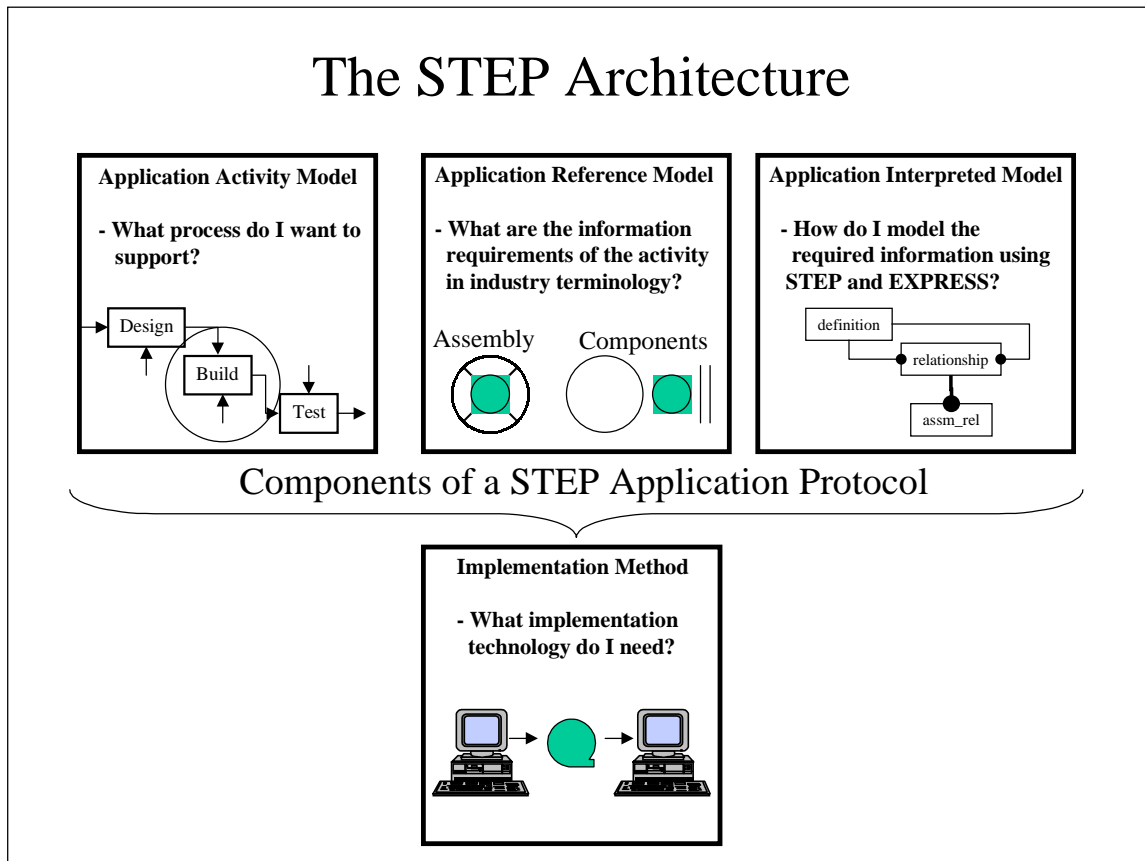 The STEP Architecture
Application Activity Model
- What process do I want to
support?
Design
Build
Test
Application Reference Model
- What are the information
requirements of the activity
in industry terminology?
Assembly
Components
Application Interpreted Model
- How do I model the
required information using
STEP and EXPRESS?
definition
relationship
assm_rel
Components of a STEP Application Protocol
Implementation Method
- What implementation
technology do I need?